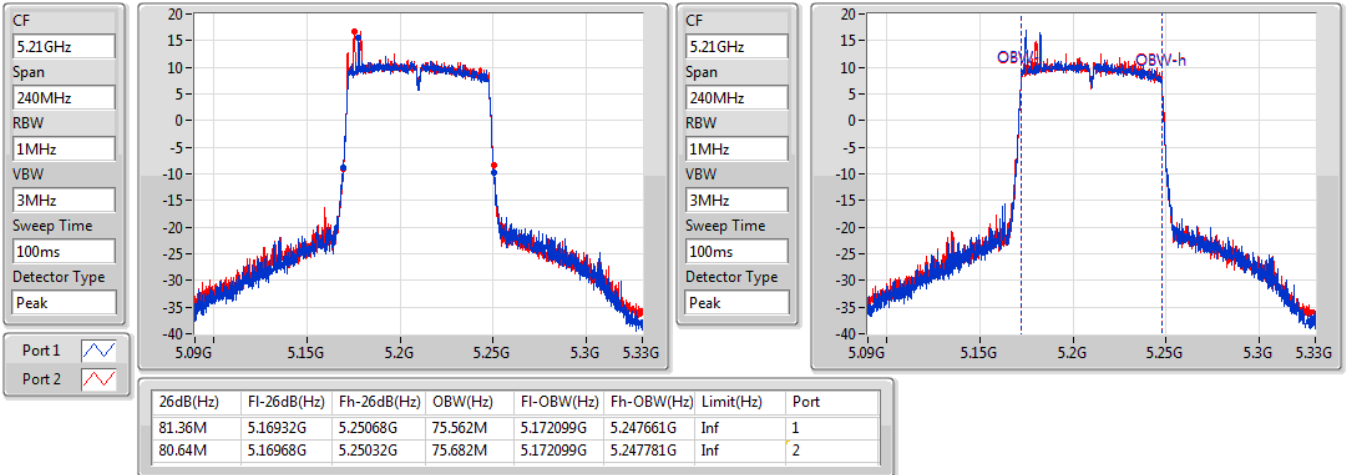 CF
5.21GHz
Span
240MHz
RBW
1MHz
VBW
3MHz
Sweep Time
100ms
Detector Type
Peak
Port 1
Port 2
20
15
10
5
0
-5
-10
-15
-20
-25
-30
-35
-40
5.09G 5.15G 5.2G 5.25G 5.3G 5.33G
CF
5.21GHz
Span
240MHz
RBW
1MHz
VBW
3MHz
Sweep Time
100ms
Detector Type
Peak
20
15
10
5
0
-5
-10
-15
-20
-25
-30
-35
-40
OBW-h
5.09G 5.15G 5.2G 5.25G 5.3G 5.33G
26dB(Hz) Fl-26dB(Hz) Fh-26dB(Hz) OBW(Hz) Fl-OBW(Hz) Fh-OBW(Hz) Limit(Hz) Port
81.36M 5.16932G 5.25068G 75.562M 5.172099G 5.247661G Inf 1
80.64M 5.16968G 5.25032G 75.682M 5.172099G 5.247781G Inf 2